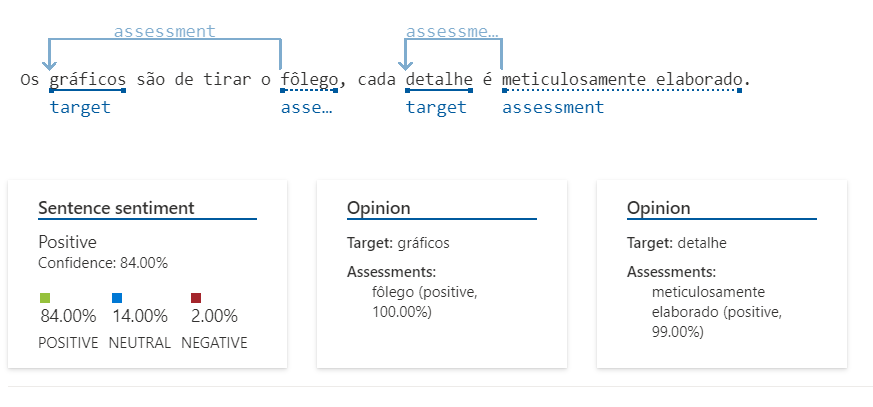 assessment assessme…
Os gráficos são de tirar o fôlego, cada detalhe é meticulosamente elaborado.
target asse… target assessment
Sentence sentiment
Positive
Confidence: 84.00%
84.00% 14.00% 2.00%
POSITIVE NEUTRAL NEGATIVE
Opinion
Target: gráficos
Assessments:
fôlego (positive,
100.00%)
Opinion
Target: detalhe
Assessments:
meticulosamente
elaborado (positive,
99.00%)